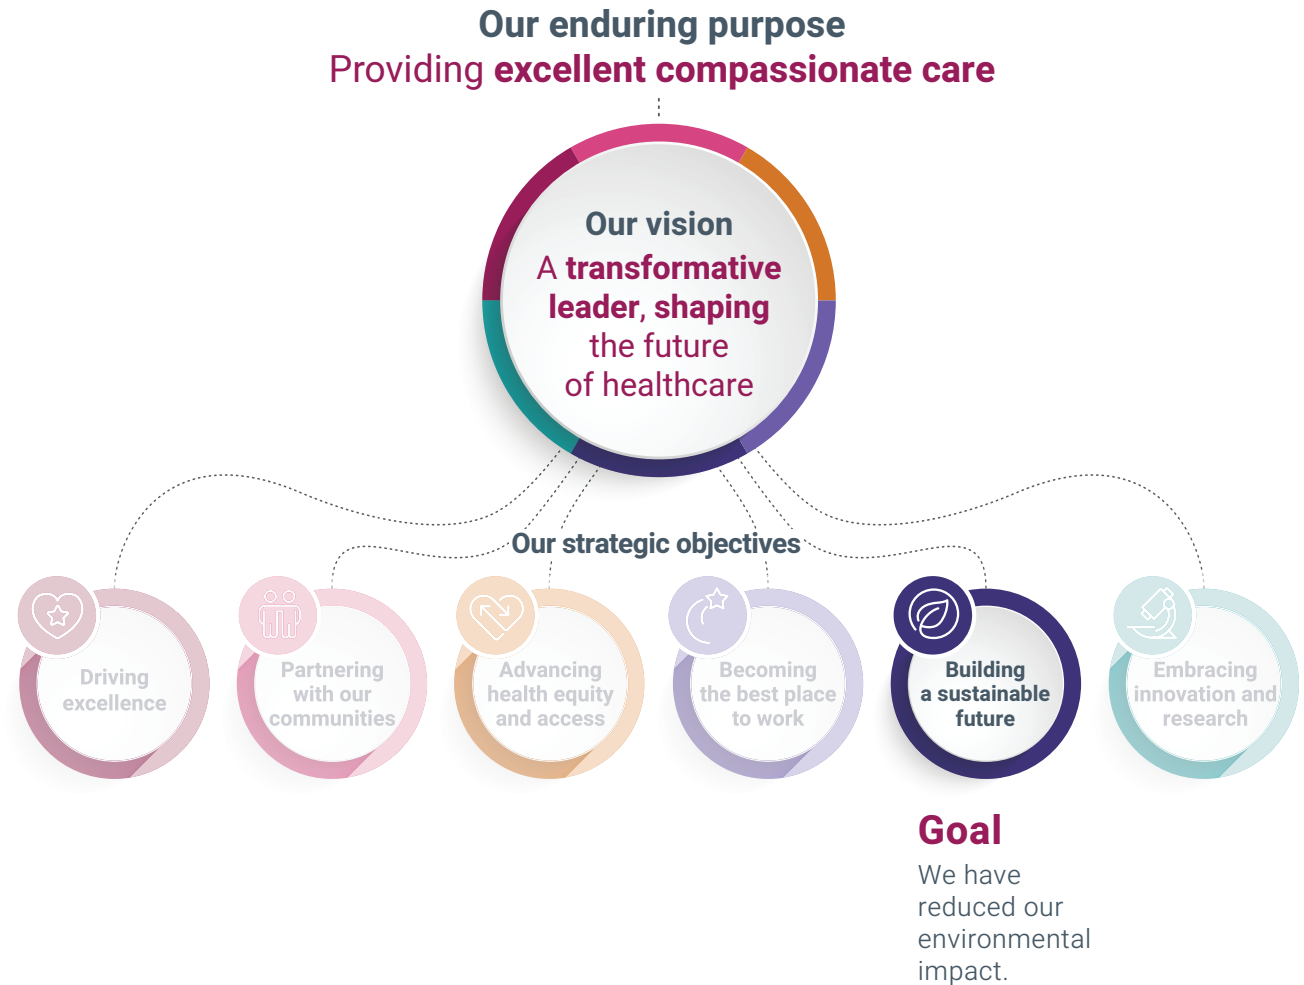 Our enduring purpose
Providing excellent compassionate care
Our vision
A transformative
leader, shaping
the future
of healthcare
Our strategic objectives
Driving
excellence
Partnering
with our
communities
Advancing
health equity
and access
Becoming
the best place
to work
Building
a sustainable
future
Embracing
innovation and
research
Goal
We have
reduced our
environmental
impact.